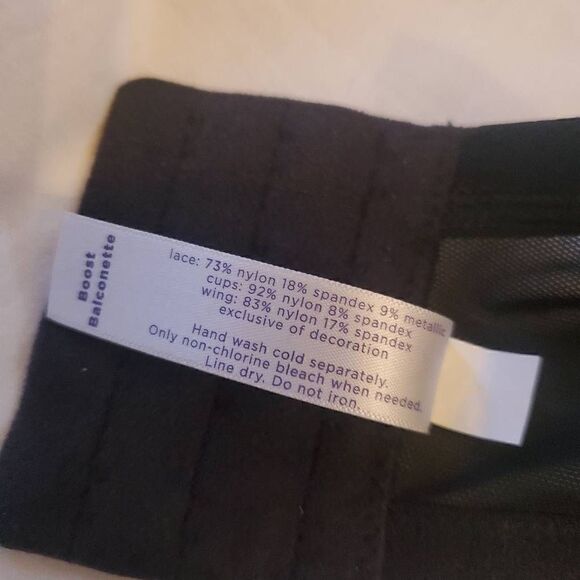 Boost
Balconette
lace: 73% nylon 18% spandex 9% metallic
cups: 92% nylon 8% spandex
wing: 83% nylon 17% spandex
exclusive of decoration
Hand wash cold separately.
Only non-chlorine bleach when needed.
Line dry. Do not iron.